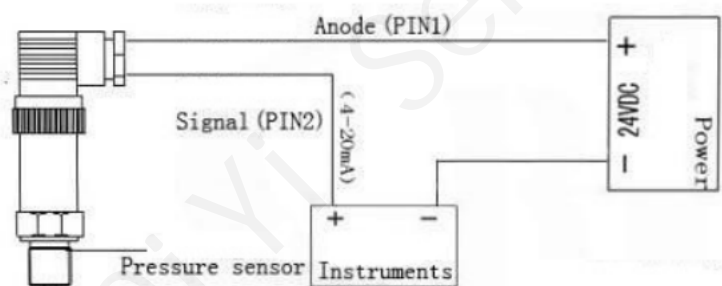 Anode (PIN1)
+
24VDC
-
Power
Signal (PIN2)
(4-20mA)
+ -
Pressure sensor
Instruments